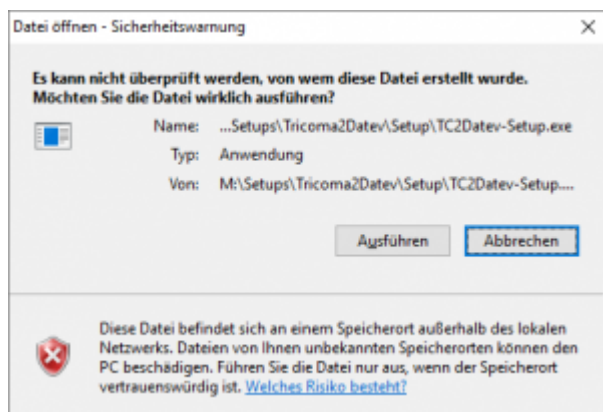 Datei öffnen - Sicherheitswarnung
Es kann nicht überprüft werden, von wem diese Datei erstellt wurde.
Möchten Sie die Datei wirklich ausführen?
Name: ...Setups\Tricoma2Datev\Setup\TC2Datev-Setup.exe
Typ: Anwendung
Von: M:\Setups\Tricoma2Datev\Setup\TC2Datev-Setup....
Ausführen Abbrechen
Diese Datei befindet sich an einem Speicherort außerhalb des lokalen
Netzwerks. Dateien von Ihnen unbekannten Speicherorten können den
PC beschädigen. Führen Sie die Datei nur aus, wenn der Speicherort
vertrauenswürdig ist. Welches Risiko besteht?